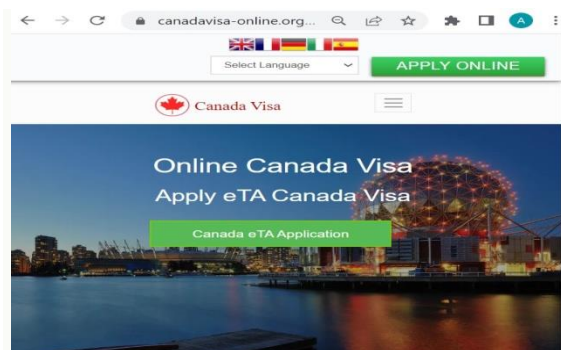 canadavisa-online.org...
A
Select Language
APPLY ONLINE
Canada Visa
Online Canada Visa
Apply eTA Canada Visa
Canada eTA Application